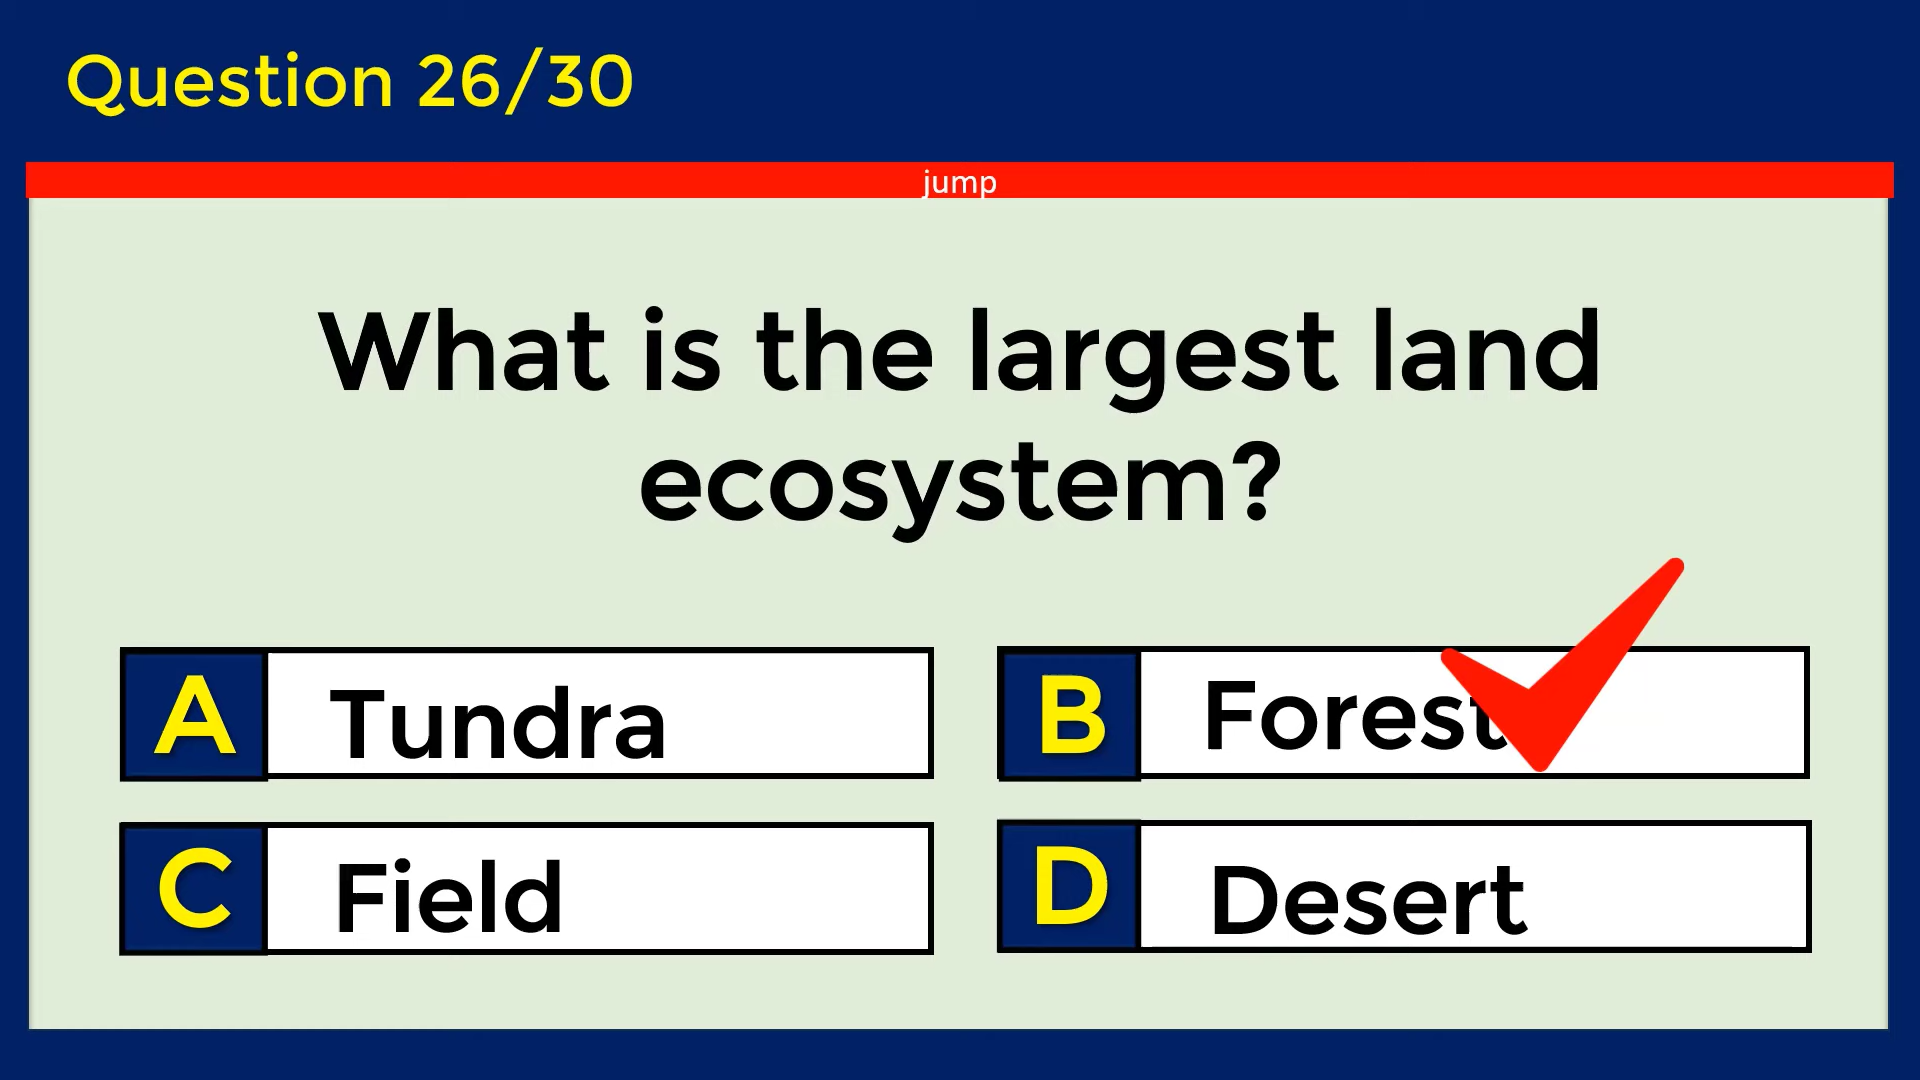 Question 26/30
jump
What is the largest land
ecosystem?
A Tundra
B Forest
C Field
D Desert